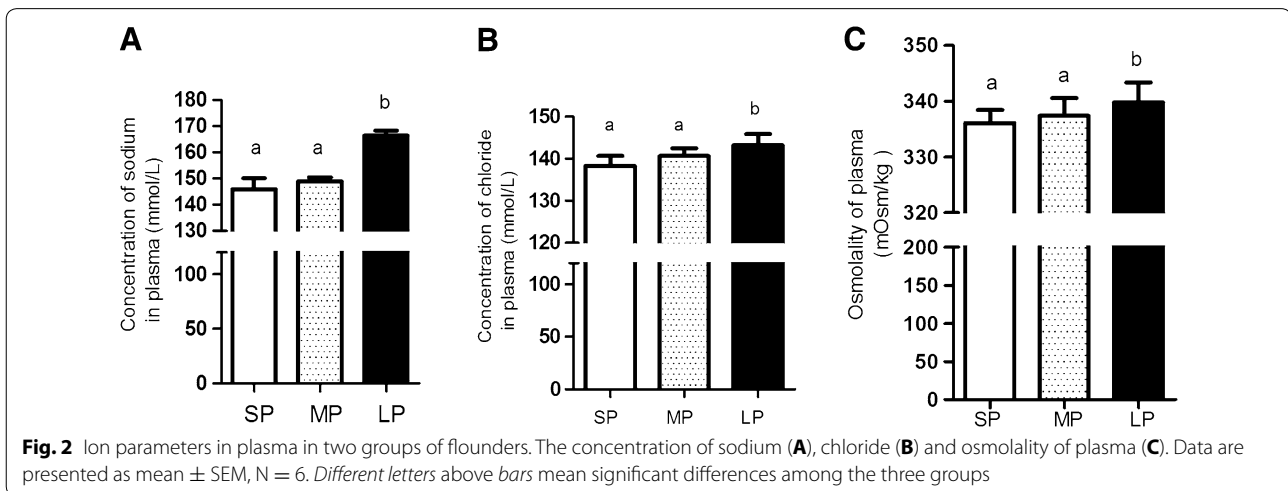 A
Concentration of sodium
in plasma (mmol/L)
180
170
160
150
140
130
100
50
0
a
a
b
SP MP LP
B
Concentration of chloride
in plasma (mmol/L)
150
140
130
120
100
50
0
a
a
b
SP MP LP
C
Osmolality of plasma
(mOsm/kg )
350
340
330
320
200
150
100
50
0
a
a
b
SP MP LP
Fig. 2 Ion parameters in plasma in two groups of flounders. The concentration of sodium (A), chloride (B) and osmolality of plasma (C). Data are
presented as mean ± SEM, N = 6. Different letters above bars mean significant differences among the three groups